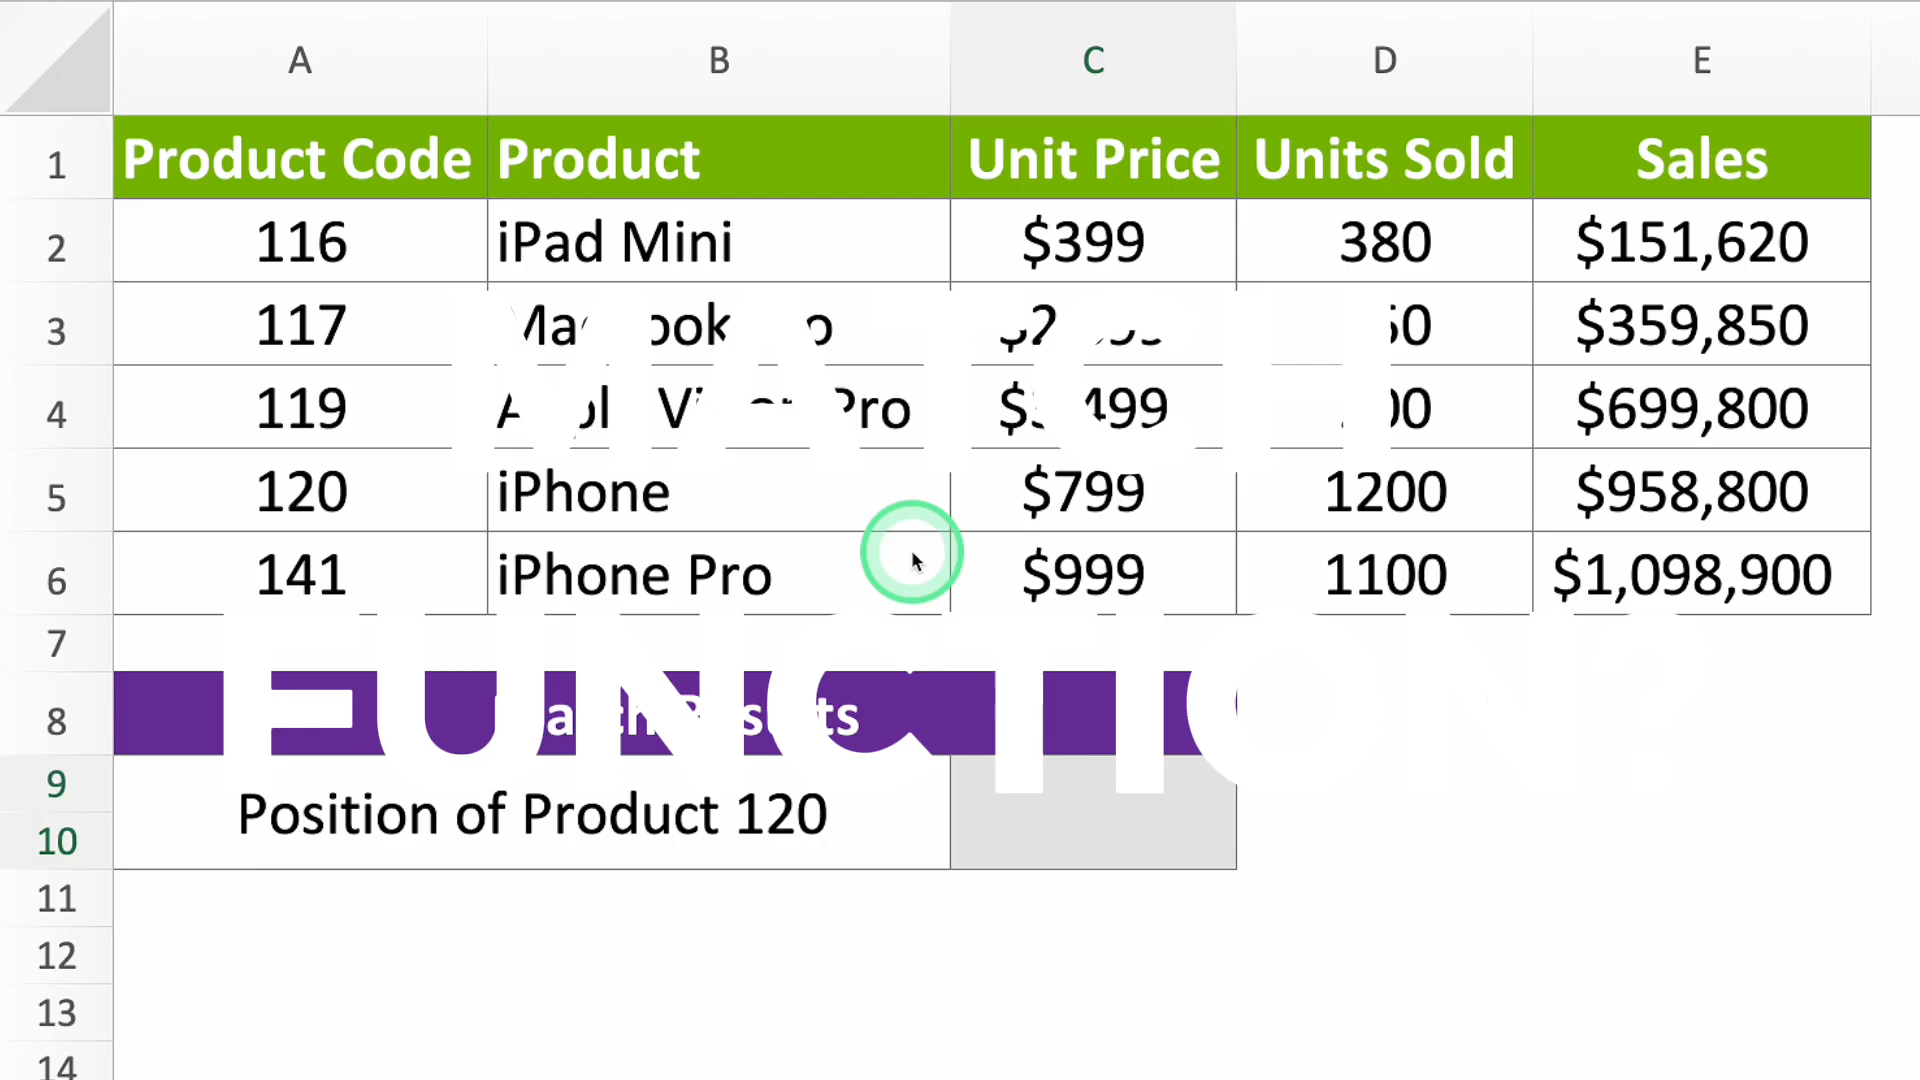 A B C D E
1 Product Code Product Unit Price Units Sold Sales
2 116 iPad Mini $399 380 $151,620
3 117 $359,850
4 119 Pro $699,800
5 120 iPhone $799 1200 $958,800
6 141 iPhone Pro $999 1100 $1,098,900
7
8
FUNCTION
9
Position of Product 120
10
11
12
13
14